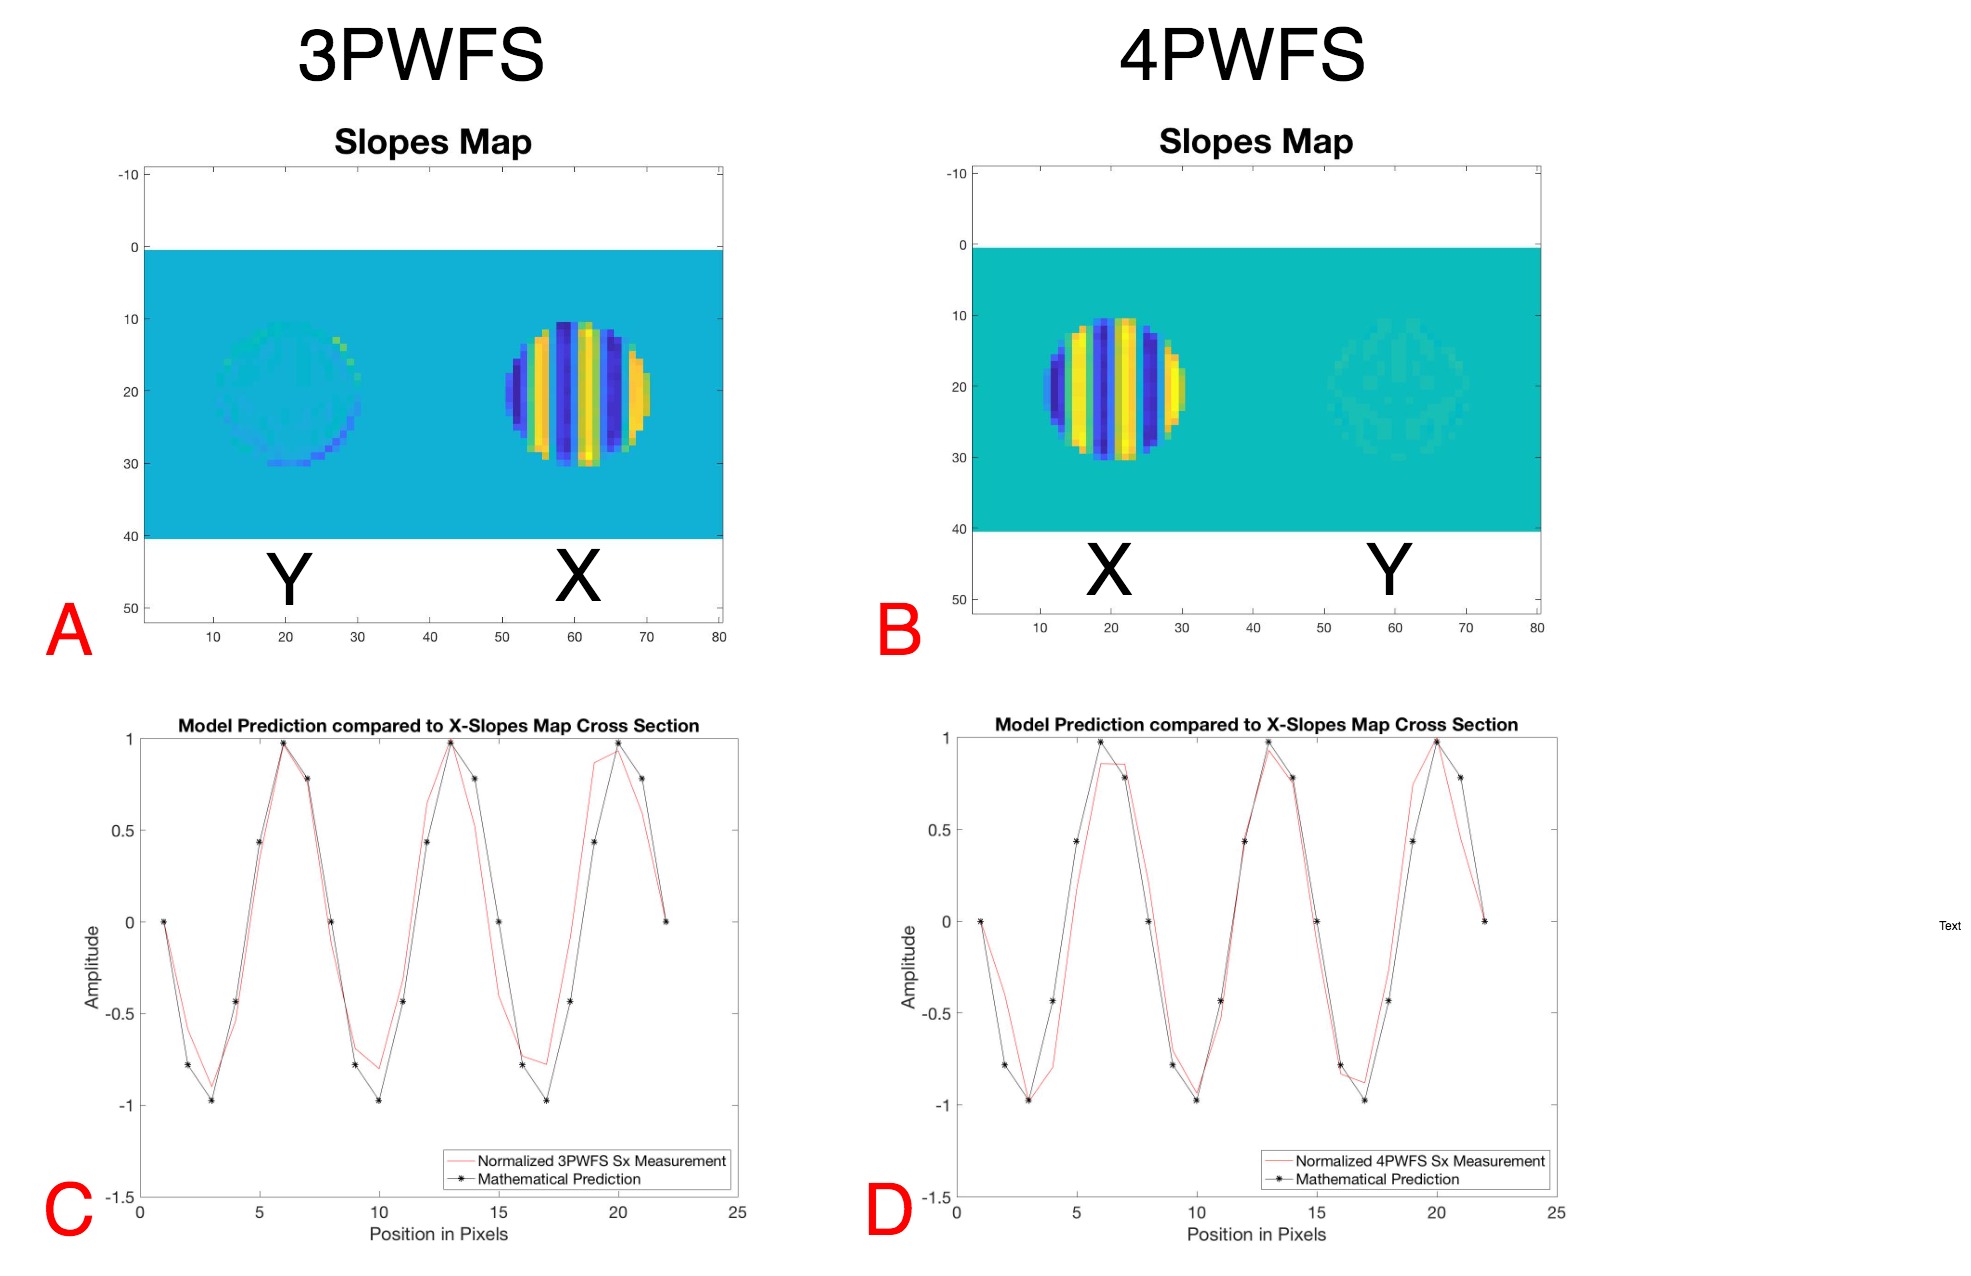 3PWFS
4PWFS
Slopes Map
-10
0
10
20
30
40
50
10
20
30
40
50
60
70
80
Y
X
A
Slopes Map
-10
0
10
20
30
40
50
10
20
30
40
50
60
70
80
X
Y
B
Model Prediction compared to X-Slopes Map Cross Section
1
0.5
0
-0.5
-1
-1.5
Amplitude
0
5
10
15
20
25
Position in Pixels
Normalized 3PWFS Sx Measurement
Mathematical Prediction
C
Model Prediction compared to X-Slopes Map Cross Section
1
0.5
0
-0.5
-1
-1.5
Amplitude
0
5
10
15
20
25
Position in Pixels
Normalized 4PWFS Sx Measurement
Mathematical Prediction
D
Text